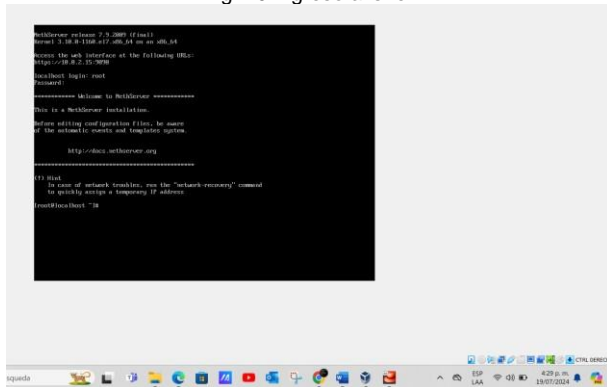 NethServer release 7.9.2009 (Final)
Kernel 3.10.0-1160.el7.x86_64 on an x86_64
Access the web interface at the following URLs:
https://10.0.2.15:9090
localhost login: root
Password:
************ Welcome to NethServer ************
This is a NethServer installation.
Before editing configuration files, be aware
of the automatic events and templates system.
http://docs.nethserver.org
***********************************************
(!) Hint
In case of network troubles, run the "network-recovery" command
to quickly assign a temporary IP address
[root@localhost ~]#
CTRL DERECHO
squeda
ESP
LAA
4:29 p. m.
19/07/2024